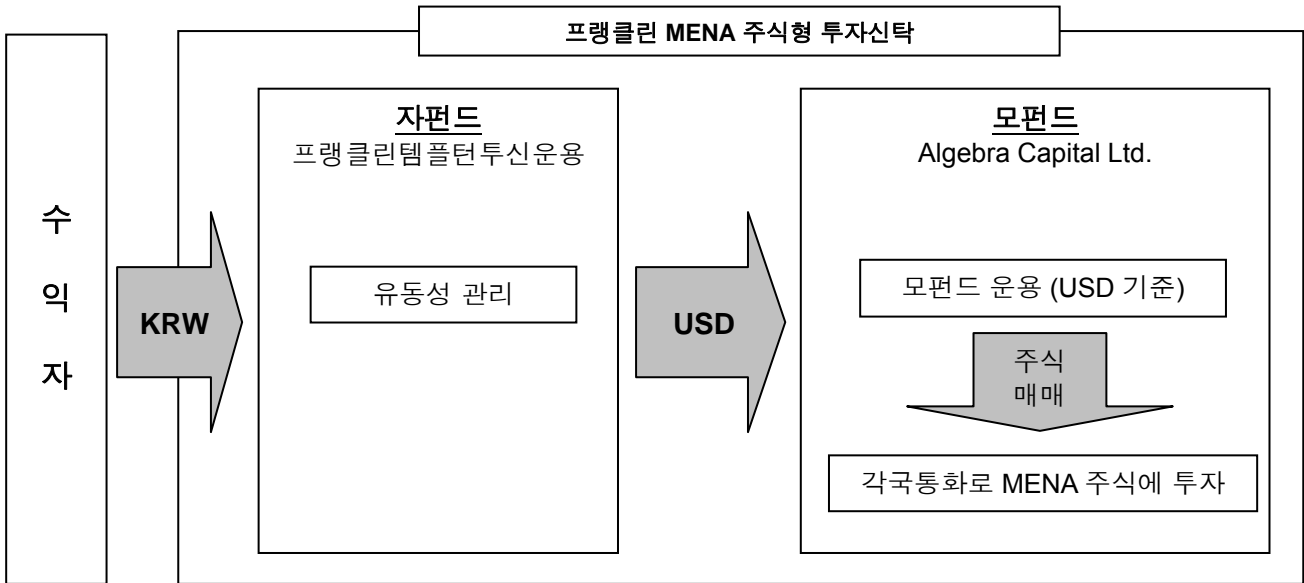 프랭클린 MENA 주식형 투자신탁
수
익
자
KRW
자펀드
프랭클린템플턴투신운용
유동성 관리
USD
모펀드
Algebra Capital Ltd.
모펀드 운용 (USD 기준)
주식
매매
각국통화로 MENA 주식에 투자